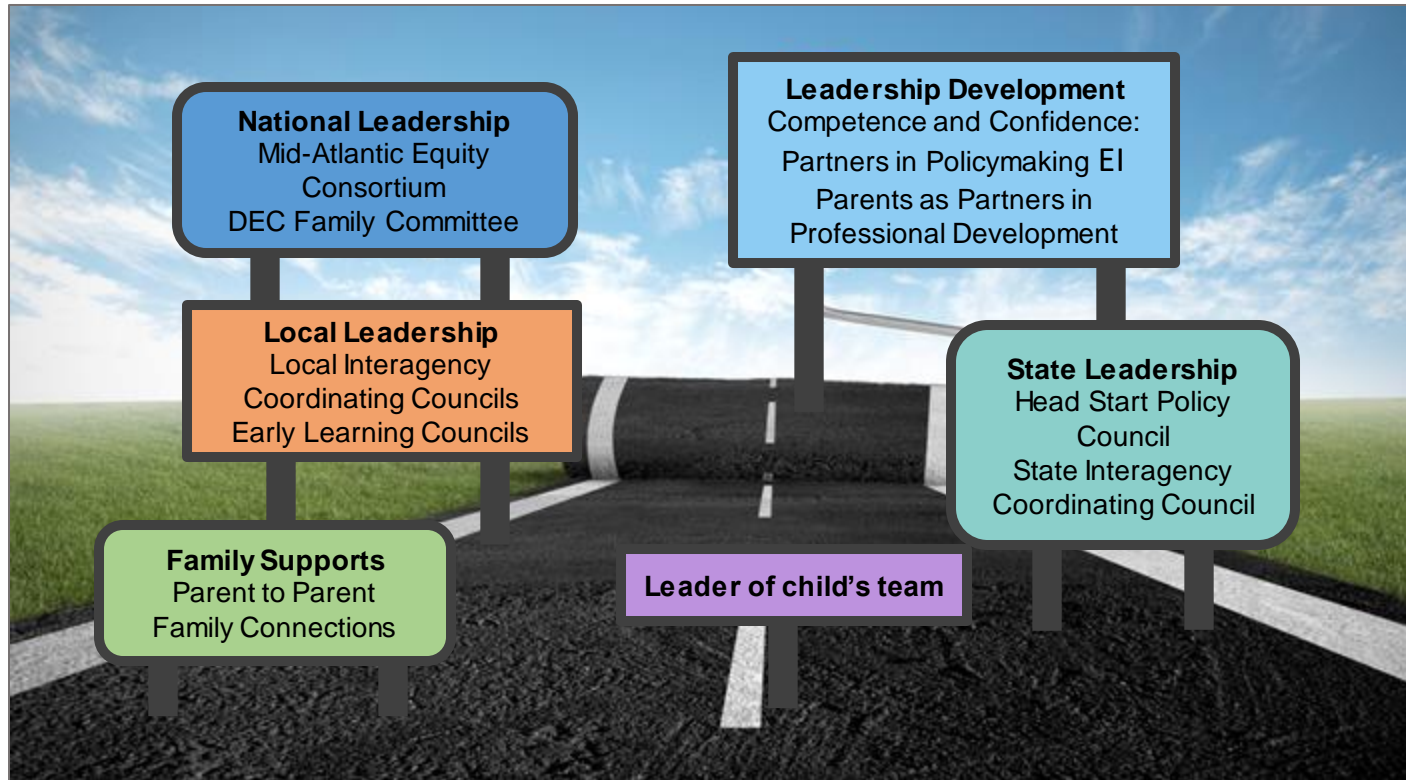 National Leadership
Mid-Atlantic Equity
Consortium
DEC Family Committee
Leadership Development
Competence and Confidence:
Partners in Policymaking EI
Parents as Partners in
Professional Development
Local Leadership
Local Interagency
Coordinating Councils
Early Learning Councils
State Leadership
Head Start Policy
Council
State Interagency
Coordinating Council
Family Supports
Parent to Parent
Family Connections
Leader of child’s team